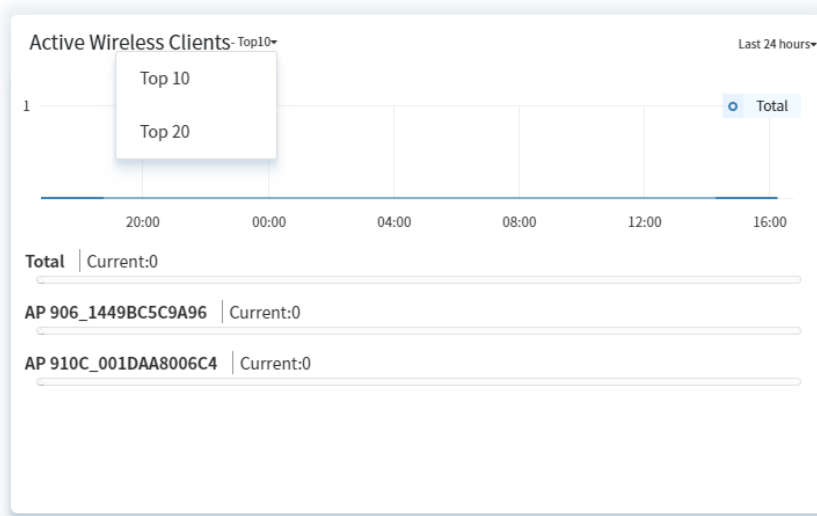 Active Wireless Clients- Top10
Last 24 hours
Top 10
Top 20
1
Total
20:00 00:00 04:00 08:00 12:00 16:00
Total Current:0
AP 906_1449BC5C9A96 Current:0
AP 910C_001DAA8006C4 Current:0